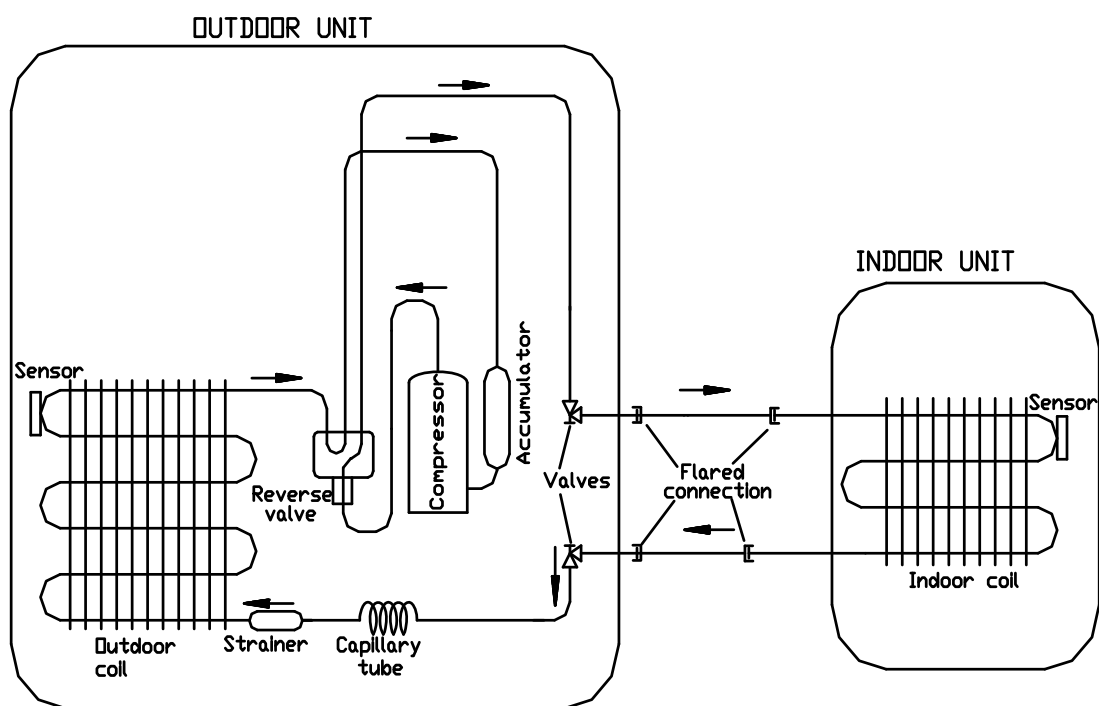 OUTDOOR UNIT
INDOOR UNIT
Sensor
Accumulator
Compressor
Sensor
Reverse
valve
Valves
Flared
connection
Indoor coil
Outdoor
coil
Strainer
Capillary
tube